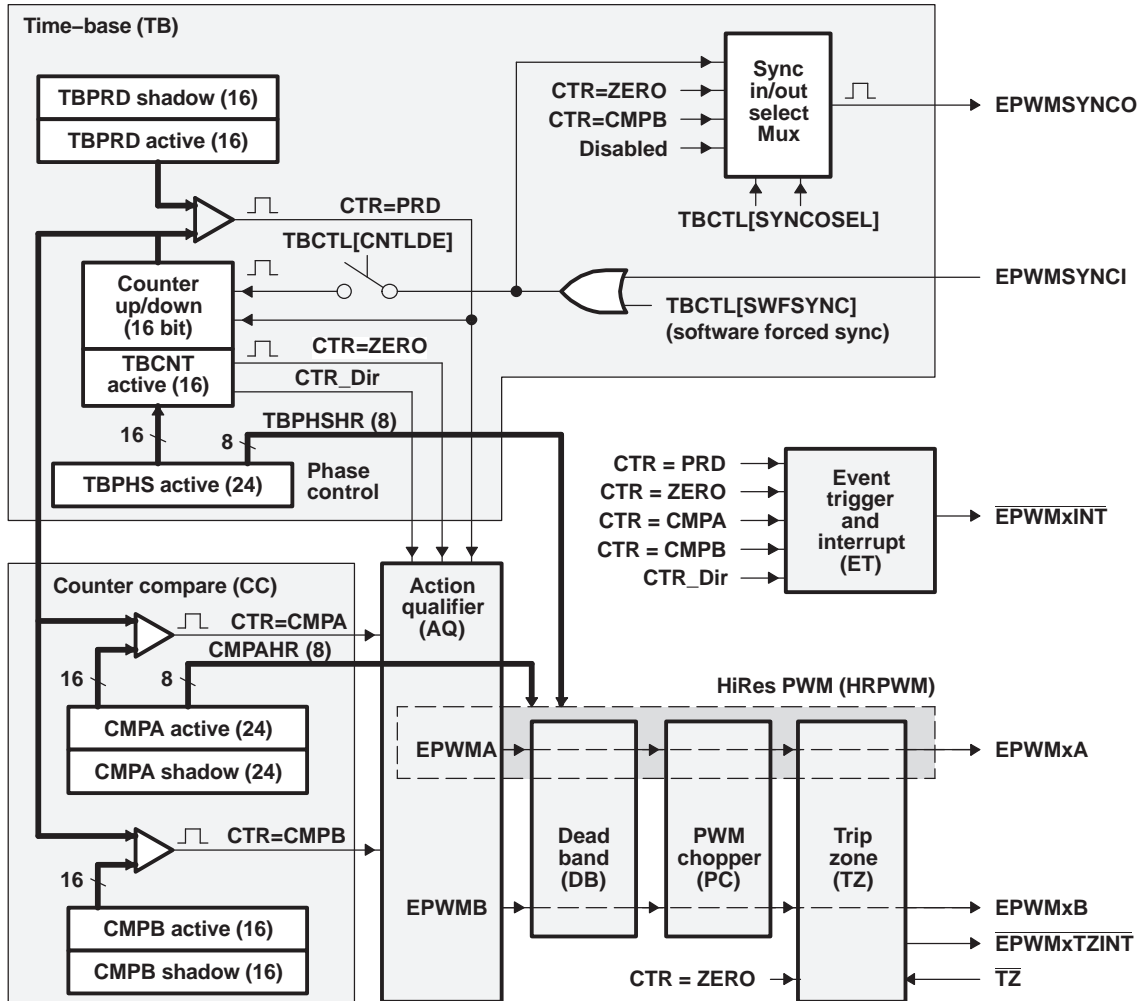 Time–base (TB)
TBPRD shadow (16)
TBPRD active (16)
CTR=ZERO
CTR=CMPB
Disabled
Sync
in/out
select
Mux
EPWMSYNCO
TBCTL[SYNCOSEL]
CTR=PRD
TBCTL[CNTLDE]
Counter
up/down
(16 bit)
TBCNT
active (16)
EPWMSYNCI
TBCTL[SWFSYNC]
(software forced sync)
CTR=ZERO
CTR_Dir
16
8
TBPHSHR (8)
TBPHS active (24)
Phase
control
CTR = PRD
CTR = ZERO
CTR = CMPA
CTR = CMPB
CTR_Dir
Event
trigger
and
interrupt
(ET)
EPWMxINT
Counter compare (CC)
CTR=CMPA
Action
qualifier
(AQ)
16
8
CMPAHR (8)
CMPA active (24)
CMPA shadow (24)
HiRes PWM (HRPWM)
EPWMA
EPWMxA
CTR=CMPB
16
CMPB active (16)
CMPB shadow (16)
Dead
band
(DB)
PWM
chopper
(PC)
Trip
zone
(TZ)
EPWMB
EPWMxB
EPWMxTZINT
CTR = ZERO
TZ